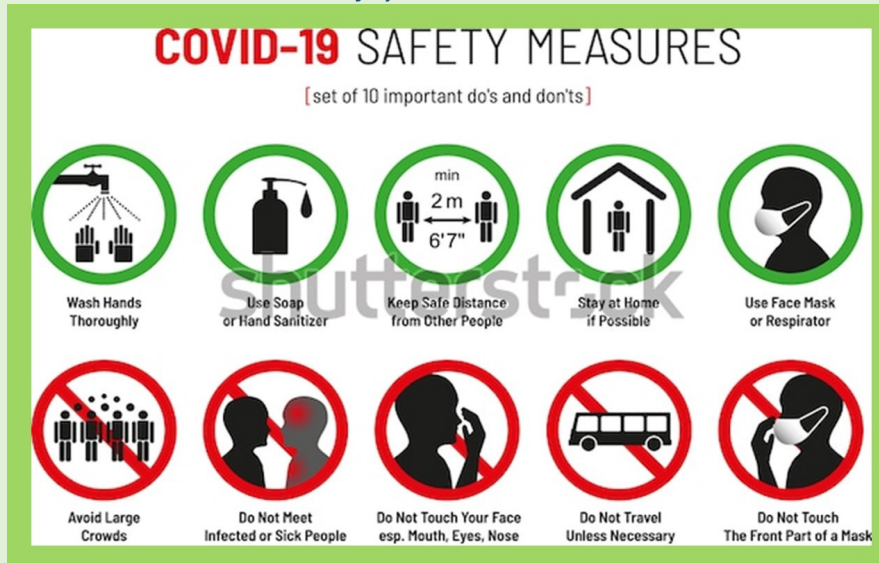 COVID-19 SAFETY MEASURES
[set of 10 important do's and don'ts]
min
2 m
6'7"
Wash Hands
Thoroughly
Use Soap
or Hand Sanitizer
Keep Safe Distance
from Other People
Stay at Home
if Possible
Use Face Mask
or Respirator
shutterstock
Avoid Large
Crowds
Do Not Meet
Infected or Sick People
Do Not Touch Your Face
esp. Mouth, Eyes, Nose
Do Not Travel
Unless Necessary
Do Not Touch
The Front Part of a Mask